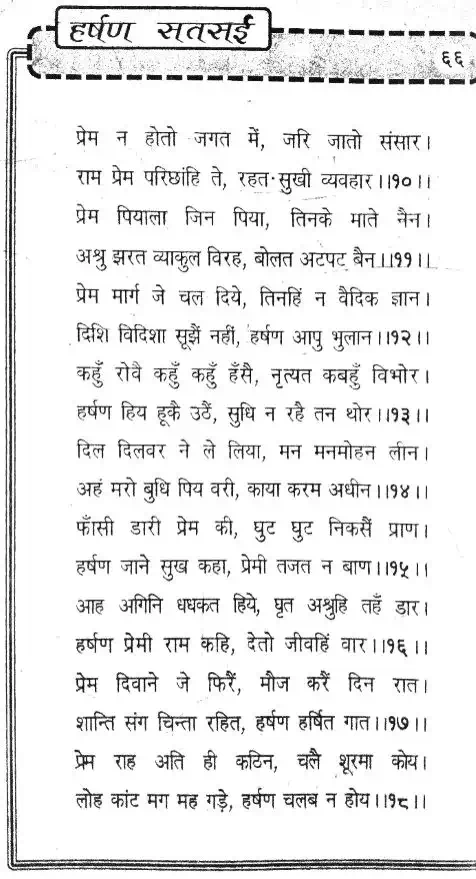 हर्षण सतसई
६६
प्रेम न होतो जगत में, जरि जातो संसार।
राम प्रेम परिछांहि ते, रहत सुखी व्यवहार।।१०।।
प्रेम पियाला जिन पिया, तिनके माते नैन।
अश्रु झरत व्याकुल विरह, बोलत अटपट बैन।।११।।
प्रेम मार्ग जे चल दिये, तिनहिं न वैदिक ज्ञान।
दिशि विदिशा सूझैं नहीं, हर्षण आपु भुलान।।१२।।
कहुँ रोवै कहुँ कहुँ हँसै, नृत्यत कबहुँ विभोर।
हर्षण हिय हूकै उठैं, सुधि न रहै तन थोर।।१३।।
दिल दिलवर ने ले लिया, मन मनमोहन लीन।
अहं मरो बुधि पिय वरी, काया करम अधीन।।१४।।
फाँसी डारी प्रेम की, घुट घुट निकसैं प्राण।
हर्षण जाने सुख कहा, प्रेमी तजत न बाण।।१५।।
आह अगिनि धधकत हिये, घृत अश्रुहि तहँ डार।
हर्षण प्रेमी राम कहि, देतो जीवहिं वार।।१६।।
प्रेम दिवाने जे फिरैं, मौज करैं दिन रात।
शान्ति संग चिन्ता रहित, हर्षण हर्षित गात।।१७।।
प्रेम राह अति ही कठिन, चलै शूरमा कोय।
लोह कांट मग मह गड़े, हर्षण चलब न होय।।१८।।